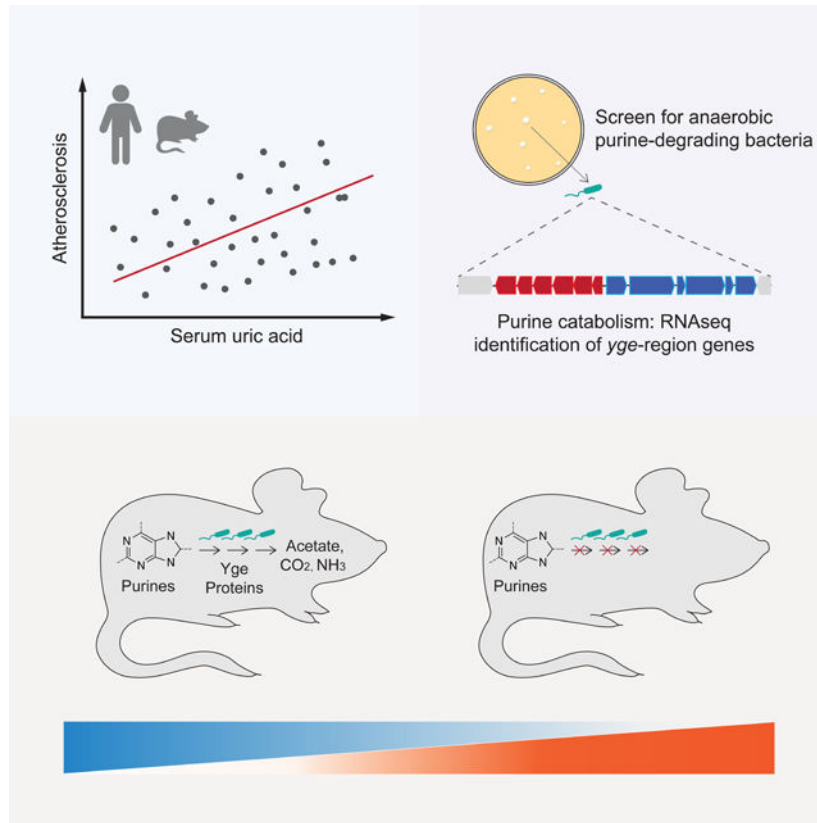 Atherosclerosis
Serum uric acid
Screen for anaerobic
purine-degrading bacteria
Purine catabolism: RNAseq
identification of yge-region genes
N
N
N
N
Purines
Yge
Proteins
Acetate,
CO₂, NH₃
N
N
N
N
Purines